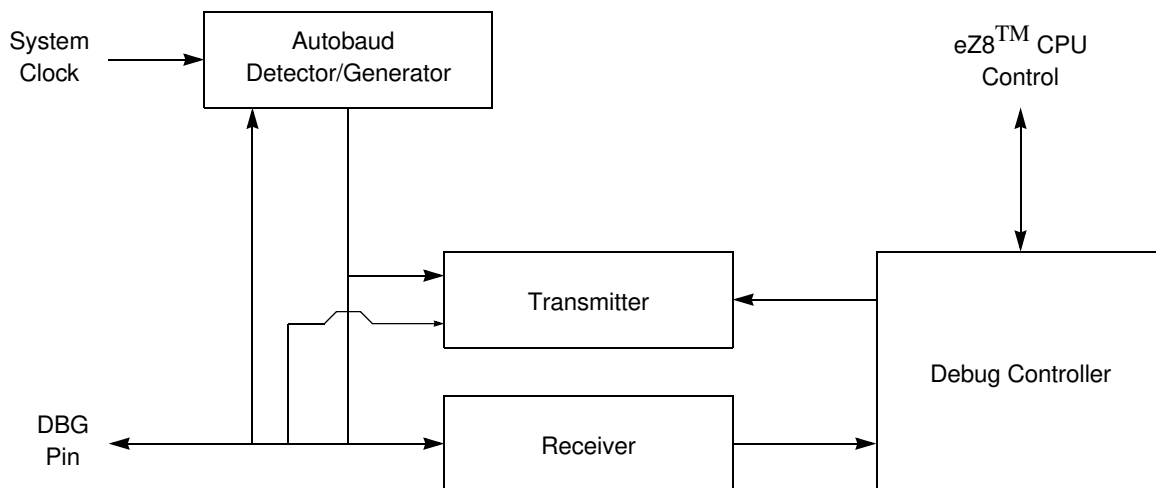 System
Clock
Autobaud
Detector/Generator
eZ8™ CPU
Control
Transmitter
Debug Controller
DBG
Pin
Receiver